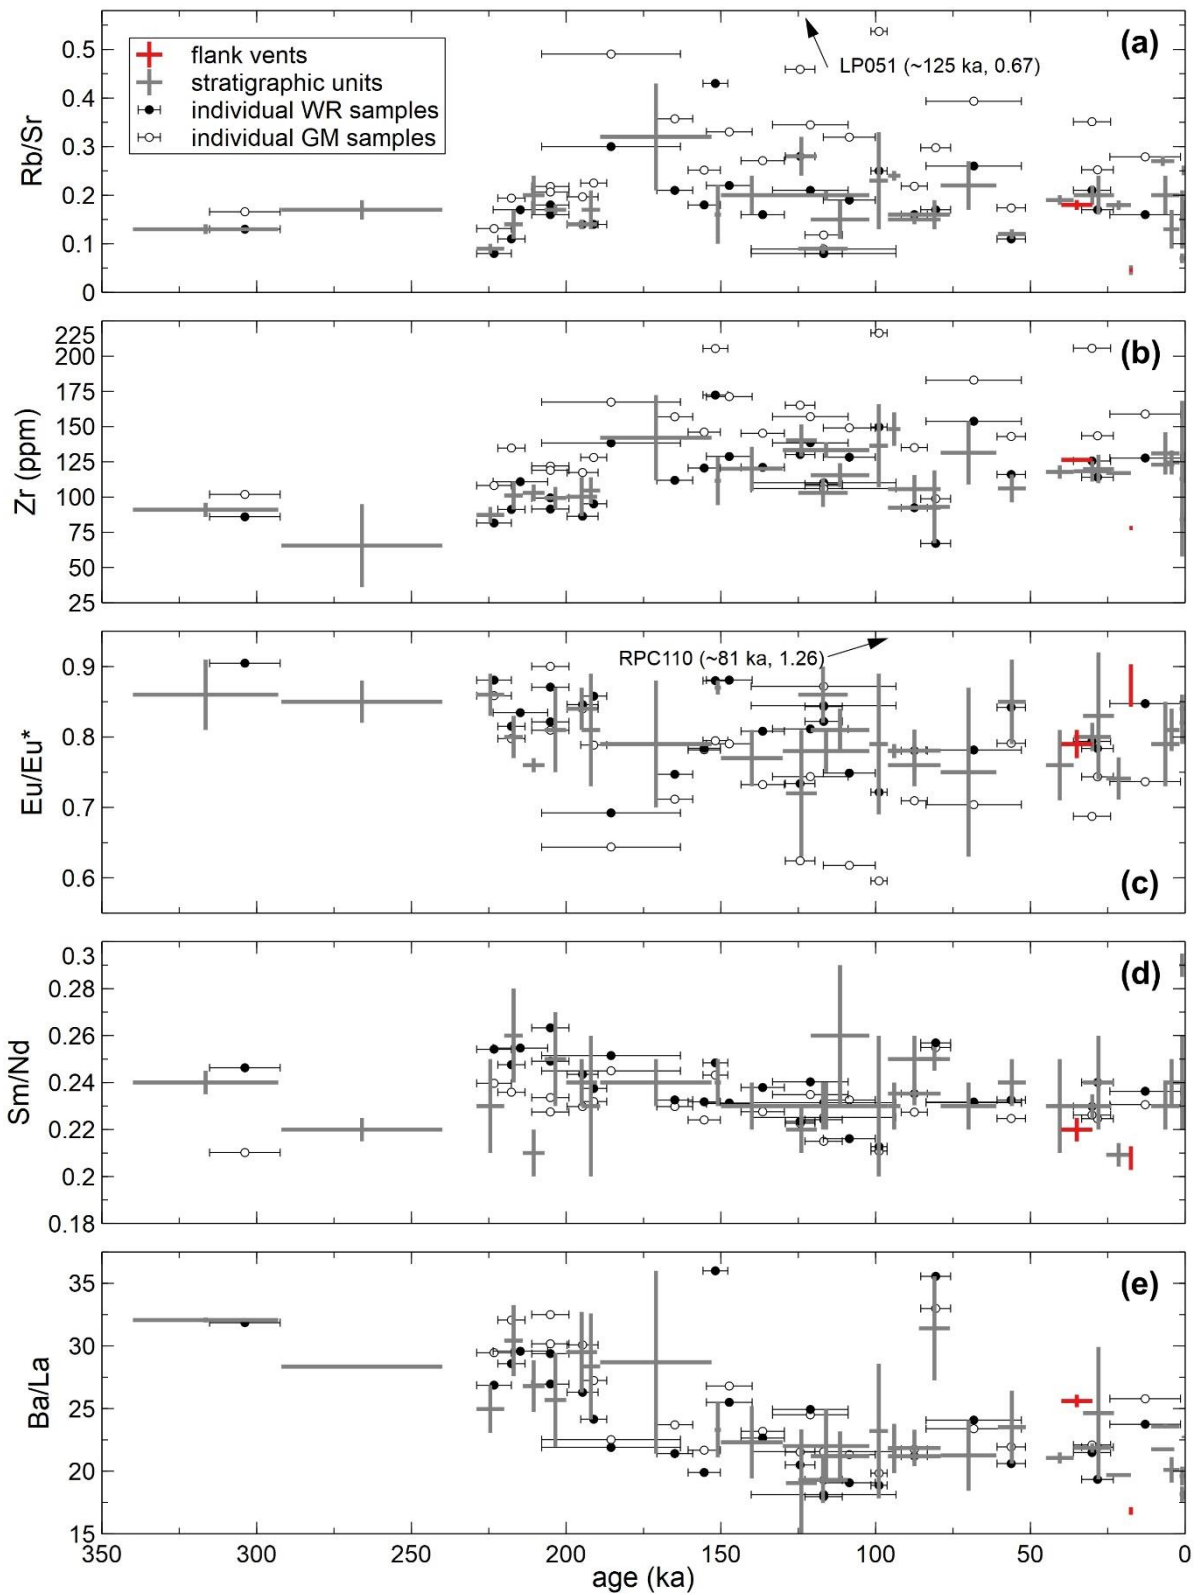 (a)
LP051 (~125 ka, 0.67)
flank vents
stratigraphic units
individual WR samples
individual GM samples
Rb/Sr
0.5
0.4
0.3
0.2
0.1
0
(b)
Zr (ppm)
225
200
175
150
125
100
75
50
25
RPC110 (~81 ka, 1.26)
Eu/Eu*
0.9
0.8
0.7
0.6
(c)
(d)
Sm/Nd
0.3
0.28
0.26
0.24
0.22
0.2
0.18
(e)
Ba/La
35
30
25
20
15
350 300 250 200 150 100 50 0
age (ka)